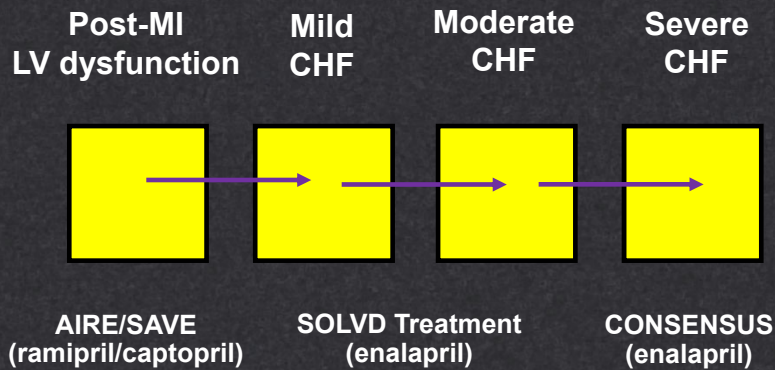 Post-MI
LV dysfunction
Mild
CHF
Moderate
CHF
Severe
CHF
AIRE/SAVE
(ramipril/captopril)
SOLVD Treatment
(enalapril)
CONSENSUS
(enalapril)